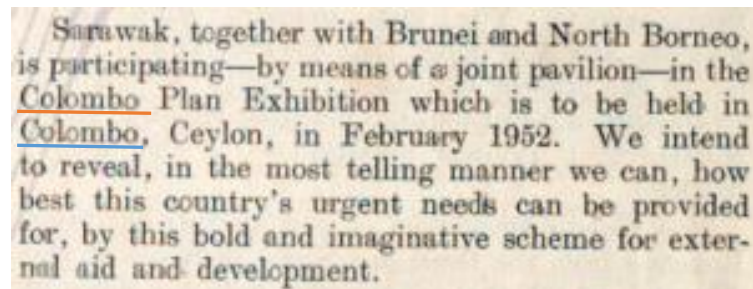 Sarawak, together with Brunei and North Borneo,
is participating—by means of a joint pavilion—in the
Colombo Plan Exhibition which is to be held in
Colombo, Ceylon, in February 1952. We intend
to reveal, in the most telling manner we can, how
best this country's urgent needs can be provided
for, by this bold and imaginative scheme for exter-
nal aid and development.